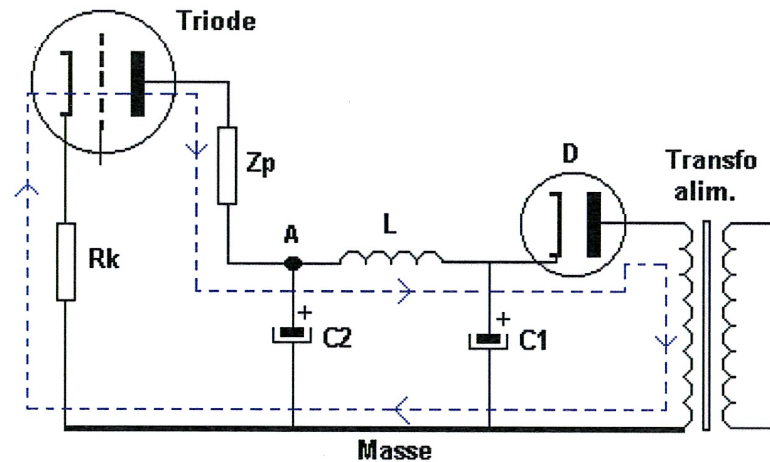 Triode
Zp
D
Transfo
alim.
A
L
Rk
+
C2
+
C1
Masse